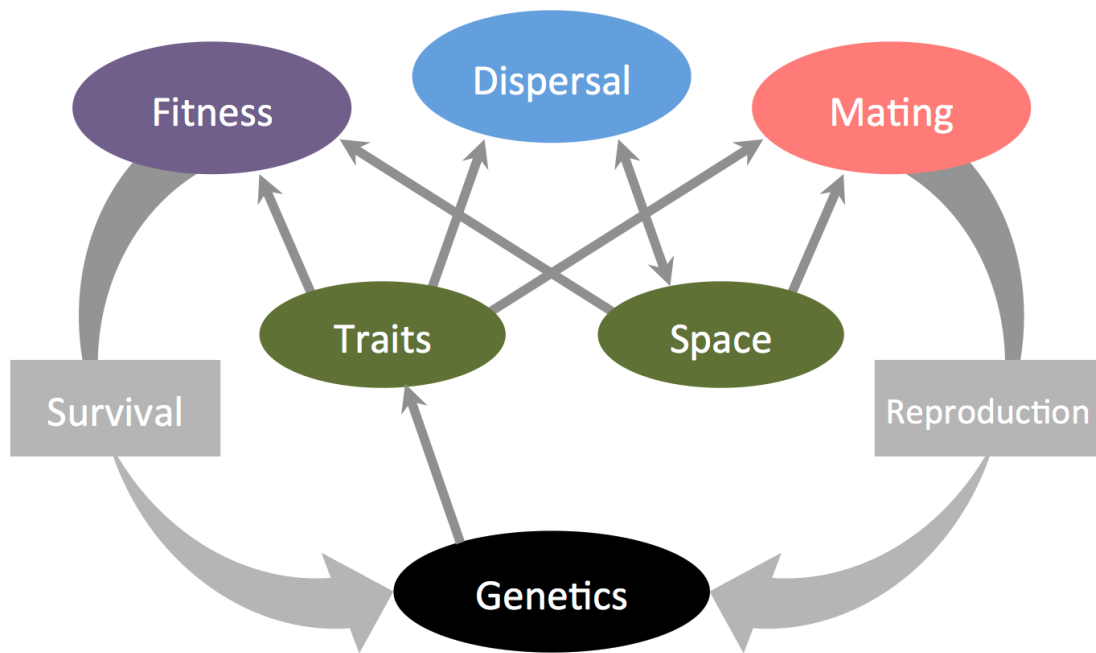 Fitness
Dispersal
Mating
Traits
Space
Survival
Reproduction
Genetics